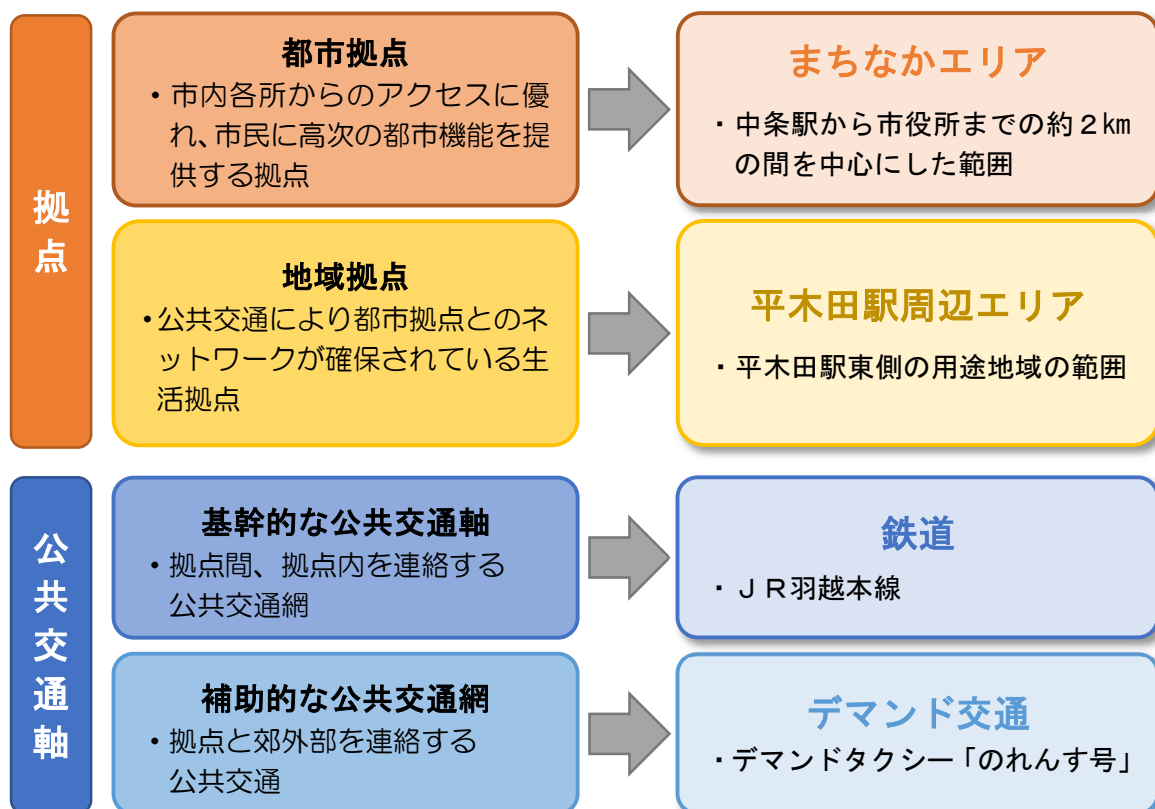 拠点
都市拠点
・市内各所からのアクセスに優
れ、市民に高次の都市機能を提
供する拠点
まちなかエリア
・中条駅から市役所までの約２㎞
の間を中心にした範囲
地域拠点
・公共交通により都市拠点とのネ
ットワークが確保されている生
活拠点
平木田駅周辺エリア
・平木田駅東側の用途地域の範囲
公共交通軸
基幹的な公共交通軸
・拠点間、拠点内を連絡する
公共交通網
鉄道
・ＪＲ羽越本線
補助的な公共交通網
・拠点と郊外部を連絡する
公共交通
デマンド交通
・デマンドタクシー「のれんす号」